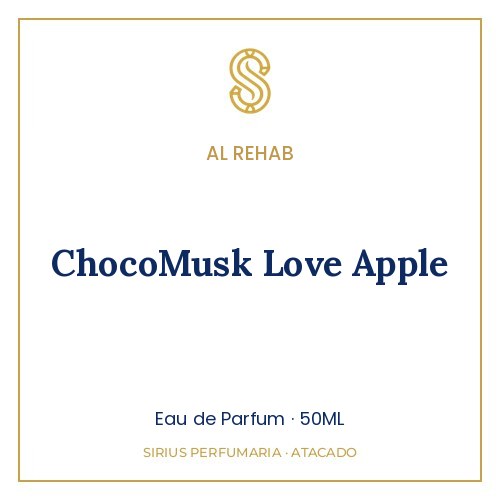 AL REHAB
ChocoMusk Love Apple
Eau de Parfum · 50ML
SIRIUS PERFUMARIA · ATACADO